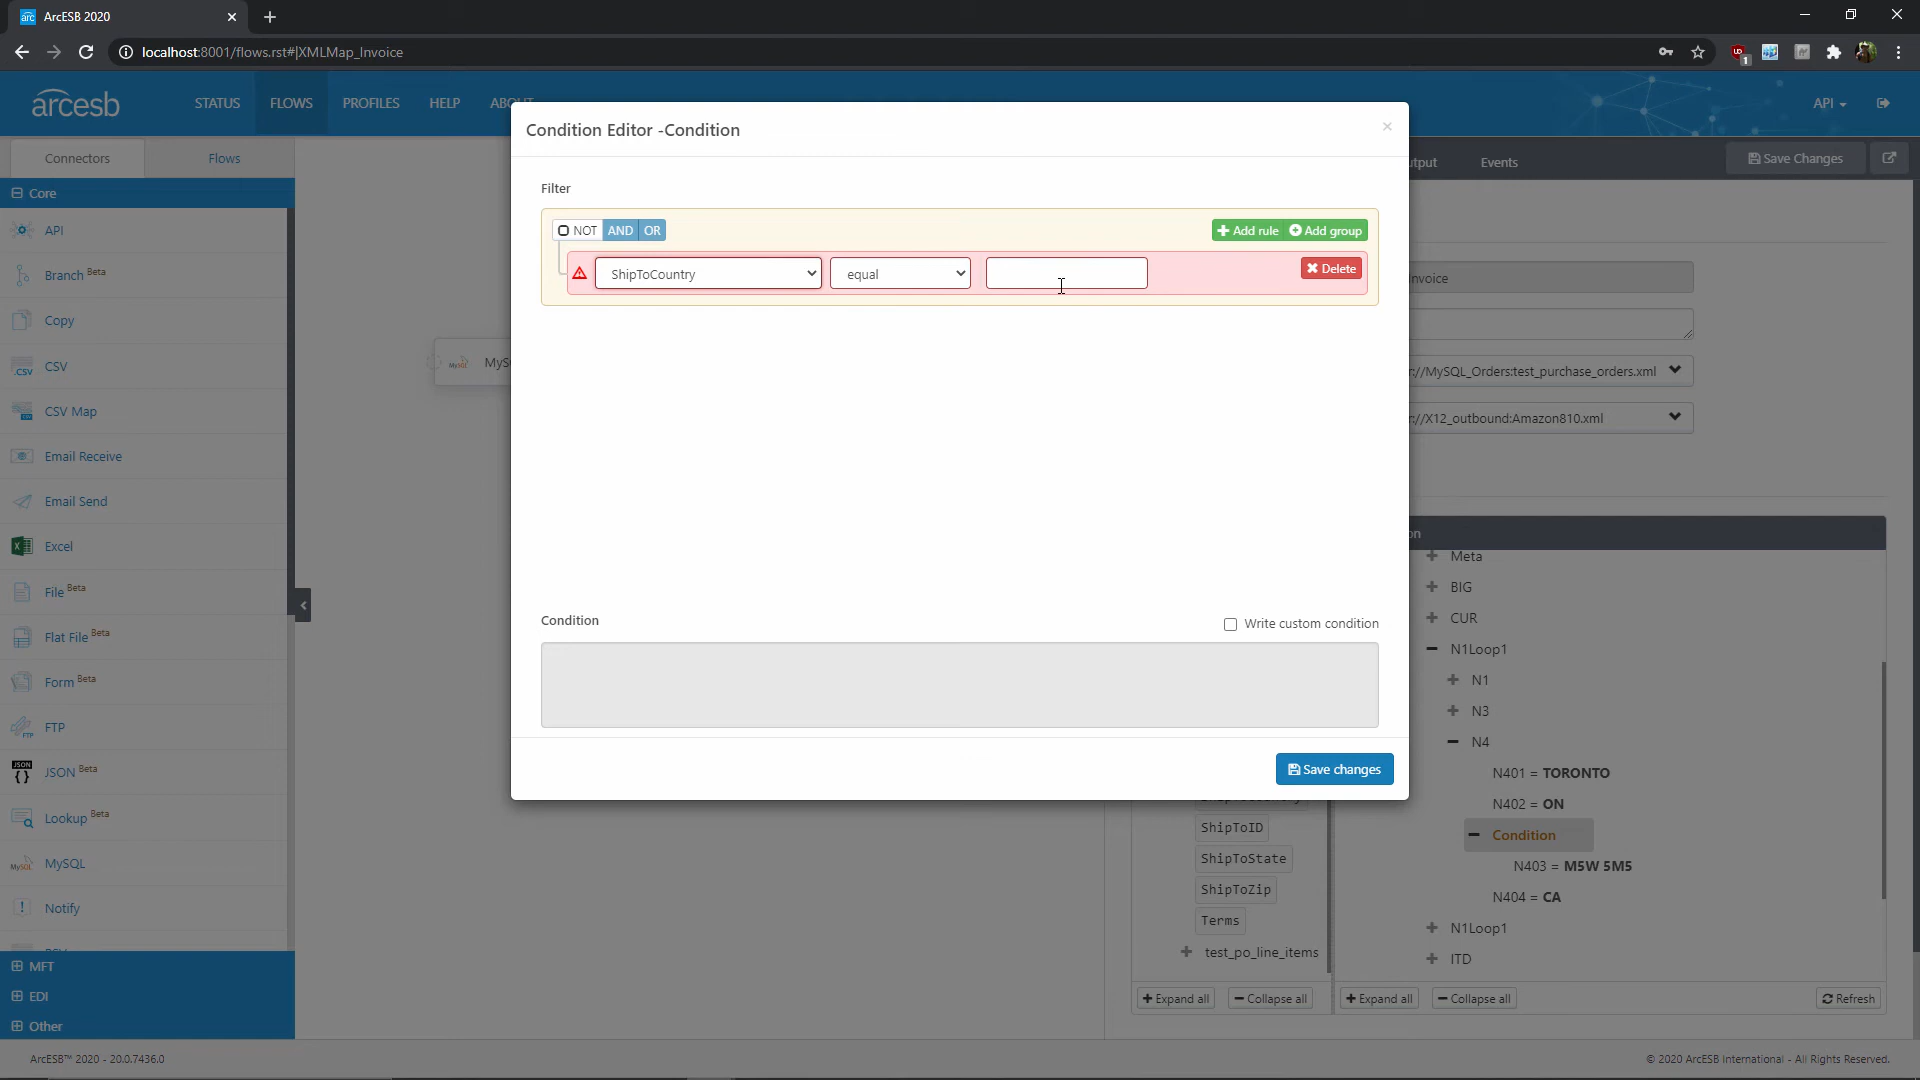 ArcESB 2020
localhost:8001/flows.rst#|XMLMap_Invoice
1
arcesb
STATUS
FLOWS
PROFILES
HELP
ABOUT
API
Condition Editor -Condition
Connectors
Flows
Events
Save Changes
Core
API
Branch Beta
Copy
CSV
CSV Map
Email Receive
Email Send
Excel
File Beta
Flat File Beta
Form Beta
FTP
JSON Beta
Lookup Beta
MySQL
Notify
MFT
EDI
Other
Filter
NOT AND OR
Add rule Add group
ShipToCountry equal
Delete
Condition
Write custom condition
Save changes
nvoice
://MySQL_Orders:test_purchase_orders.xml
://X12_outbound:Amazon810.xml
on
Meta
BIG
CUR
N1Loop1
N1
N3
N4
N401 = TORONTO
N402 = ON
Condition
N403 = M5W 5M5
N404 = CA
N1Loop1
ITD
ShipToID
ShipToState
ShipToZip
Terms
test_po_line_items
Expand all Collapse all
Expand all Collapse all
Refresh
ArcESB™ 2020 - 20.0.7436.0
© 2020 ArcESB International - All Rights Reserved.